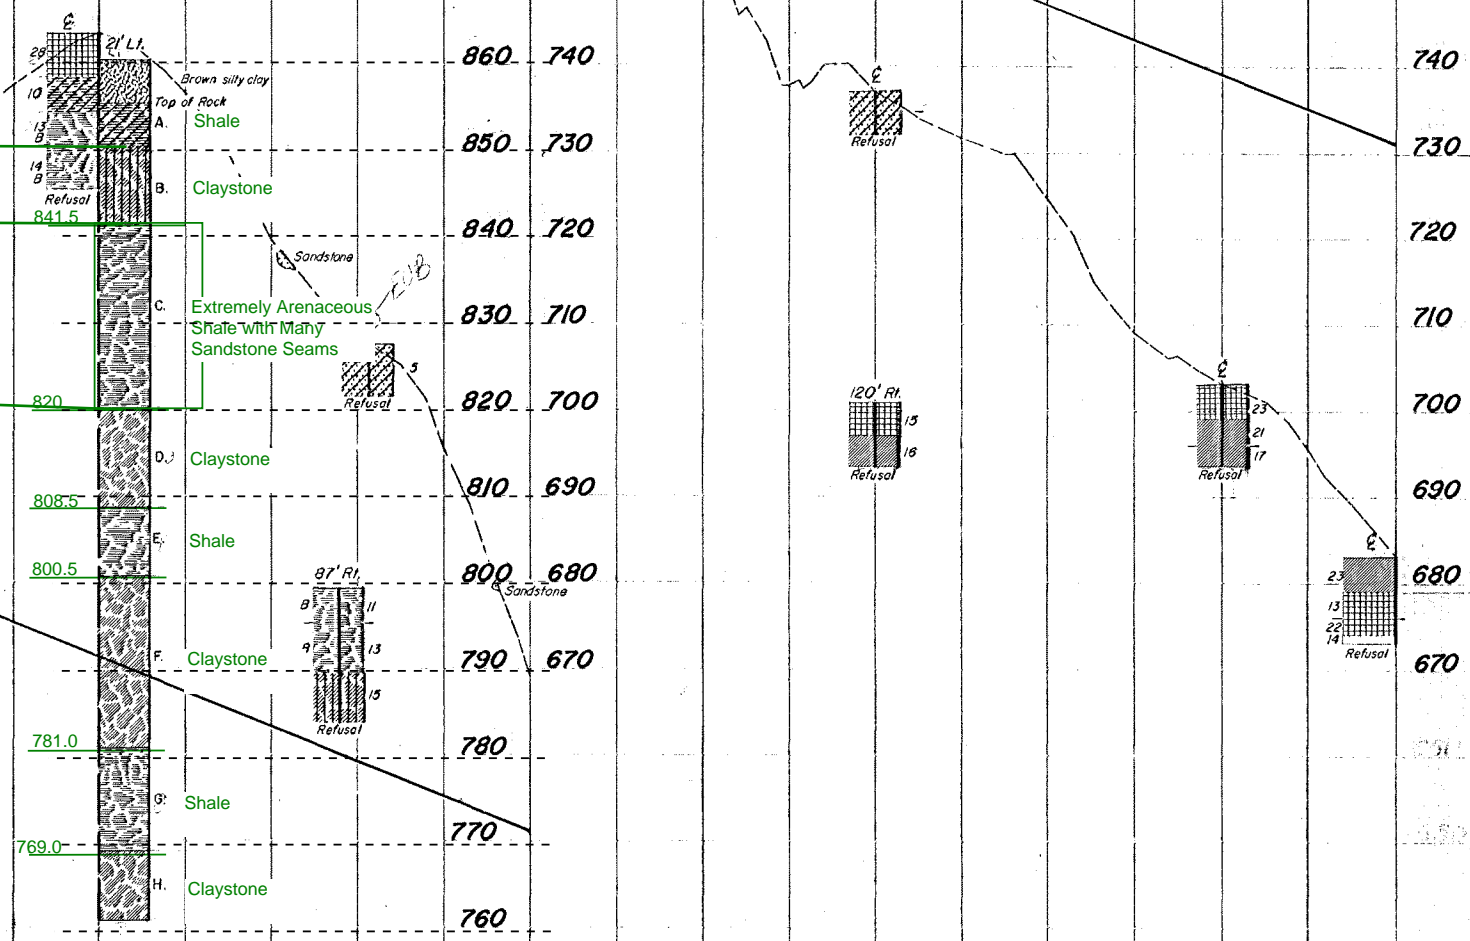 ℄
21' Lt.
28
Brown silty clay
10
Top of Rock
A. Shale
13
B
14
B
B. Claystone
Refusal
841.5
Sandstone
C. Extremely Arenaceous
Shale with Many
Sandstone Seams
EUB
5
Refusal
820
D. Claystone
808.5
E. Shale
800.5
87' Rt.
B 11
A 13
15
Refusal
Sandstone
F. Claystone
781.0
G. Shale
769.0
H. Claystone
860 740
850 730
840 720
830 710
820 700
810 690
800 680
790 670
780
770
760
℄
Refusal
120' Rt.
15
16
Refusal
℄
23
21
17
Refusal
℄
23
13
22
14
Refusal
740
730
720
710
700
690
680
670